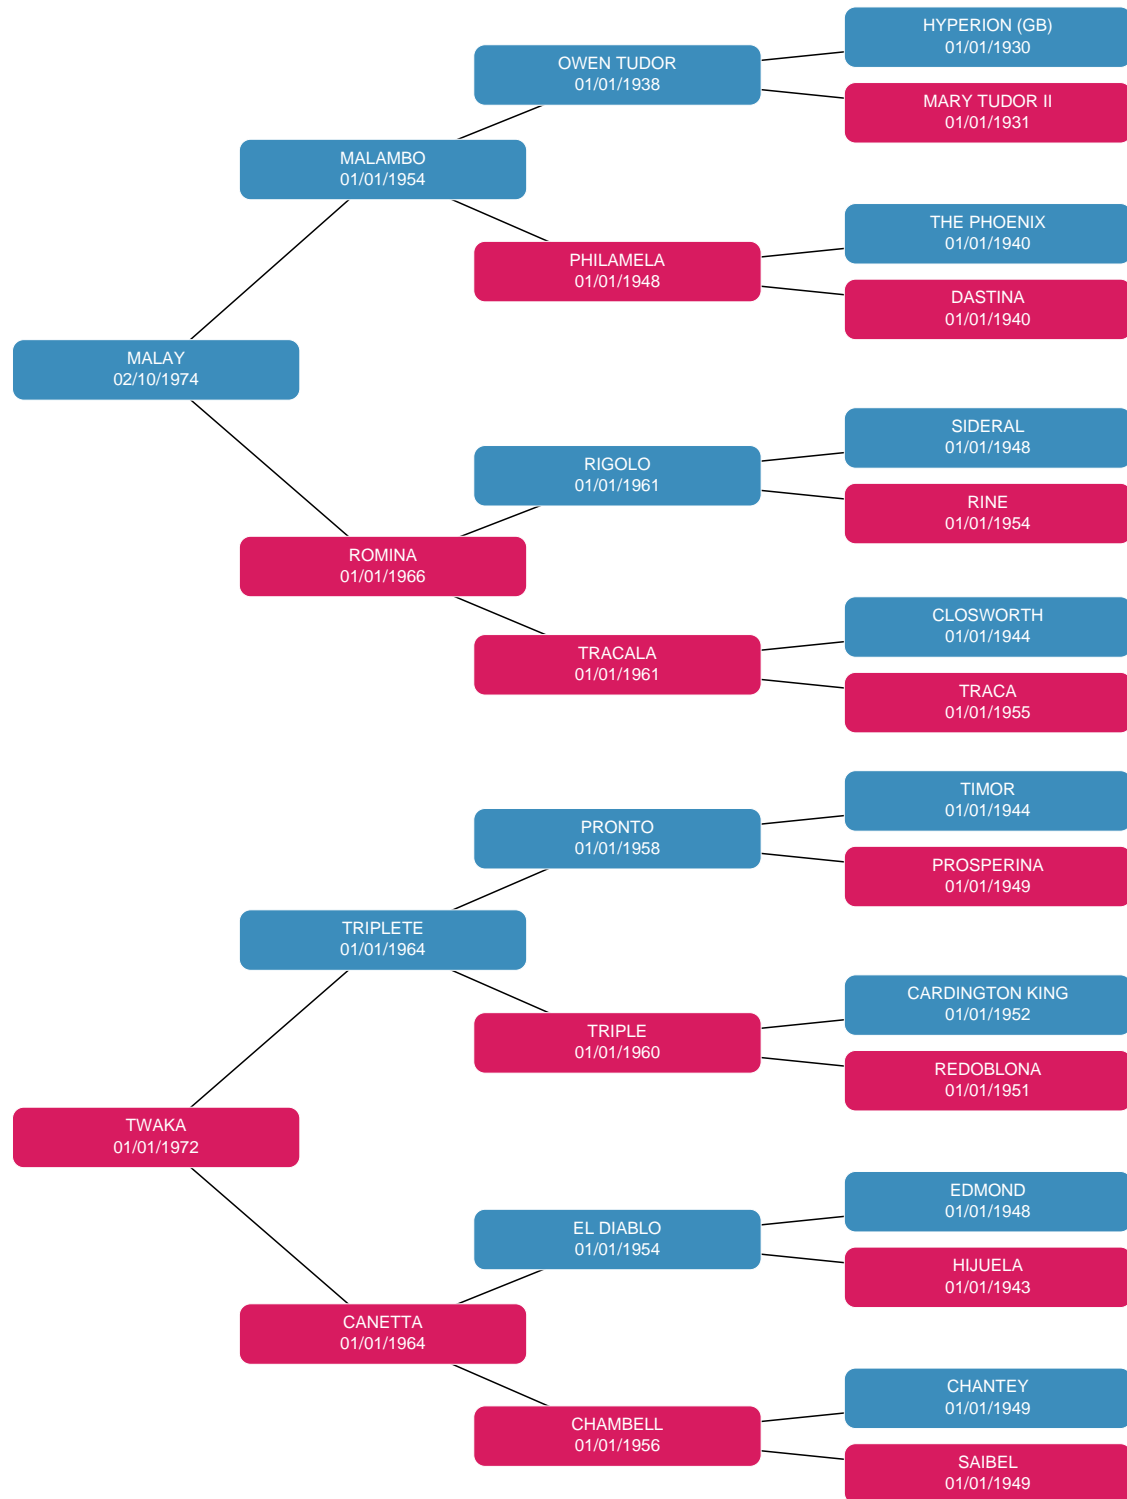 HYPERION (GB)
01/01/1930
OWEN TUDOR
01/01/1938
MARY TUDOR II
01/01/1931
MALAMBO
01/01/1954
THE PHOENIX
01/01/1940
PHILAMELA
01/01/1948
DASTINA
01/01/1940
MALAY
02/10/1974
SIDERAL
01/01/1948
RIGOLO
01/01/1961
RINE
01/01/1954
ROMINA
01/01/1966
CLOSWORTH
01/01/1944
TRACALA
01/01/1961
TRACA
01/01/1955
TIMOR
01/01/1944
PRONTO
01/01/1958
PROSPERINA
01/01/1949
TRIPLETE
01/01/1964
CARDINGTON KING
01/01/1952
TRIPLE
01/01/1960
REDOBLONA
01/01/1951
TWAKA
01/01/1972
EDMOND
01/01/1948
EL DIABLO
01/01/1954
HIJUELA
01/01/1943
CANETTA
01/01/1964
CHANTEY
01/01/1949
CHAMBELL
01/01/1956
SAIBEL
01/01/1949